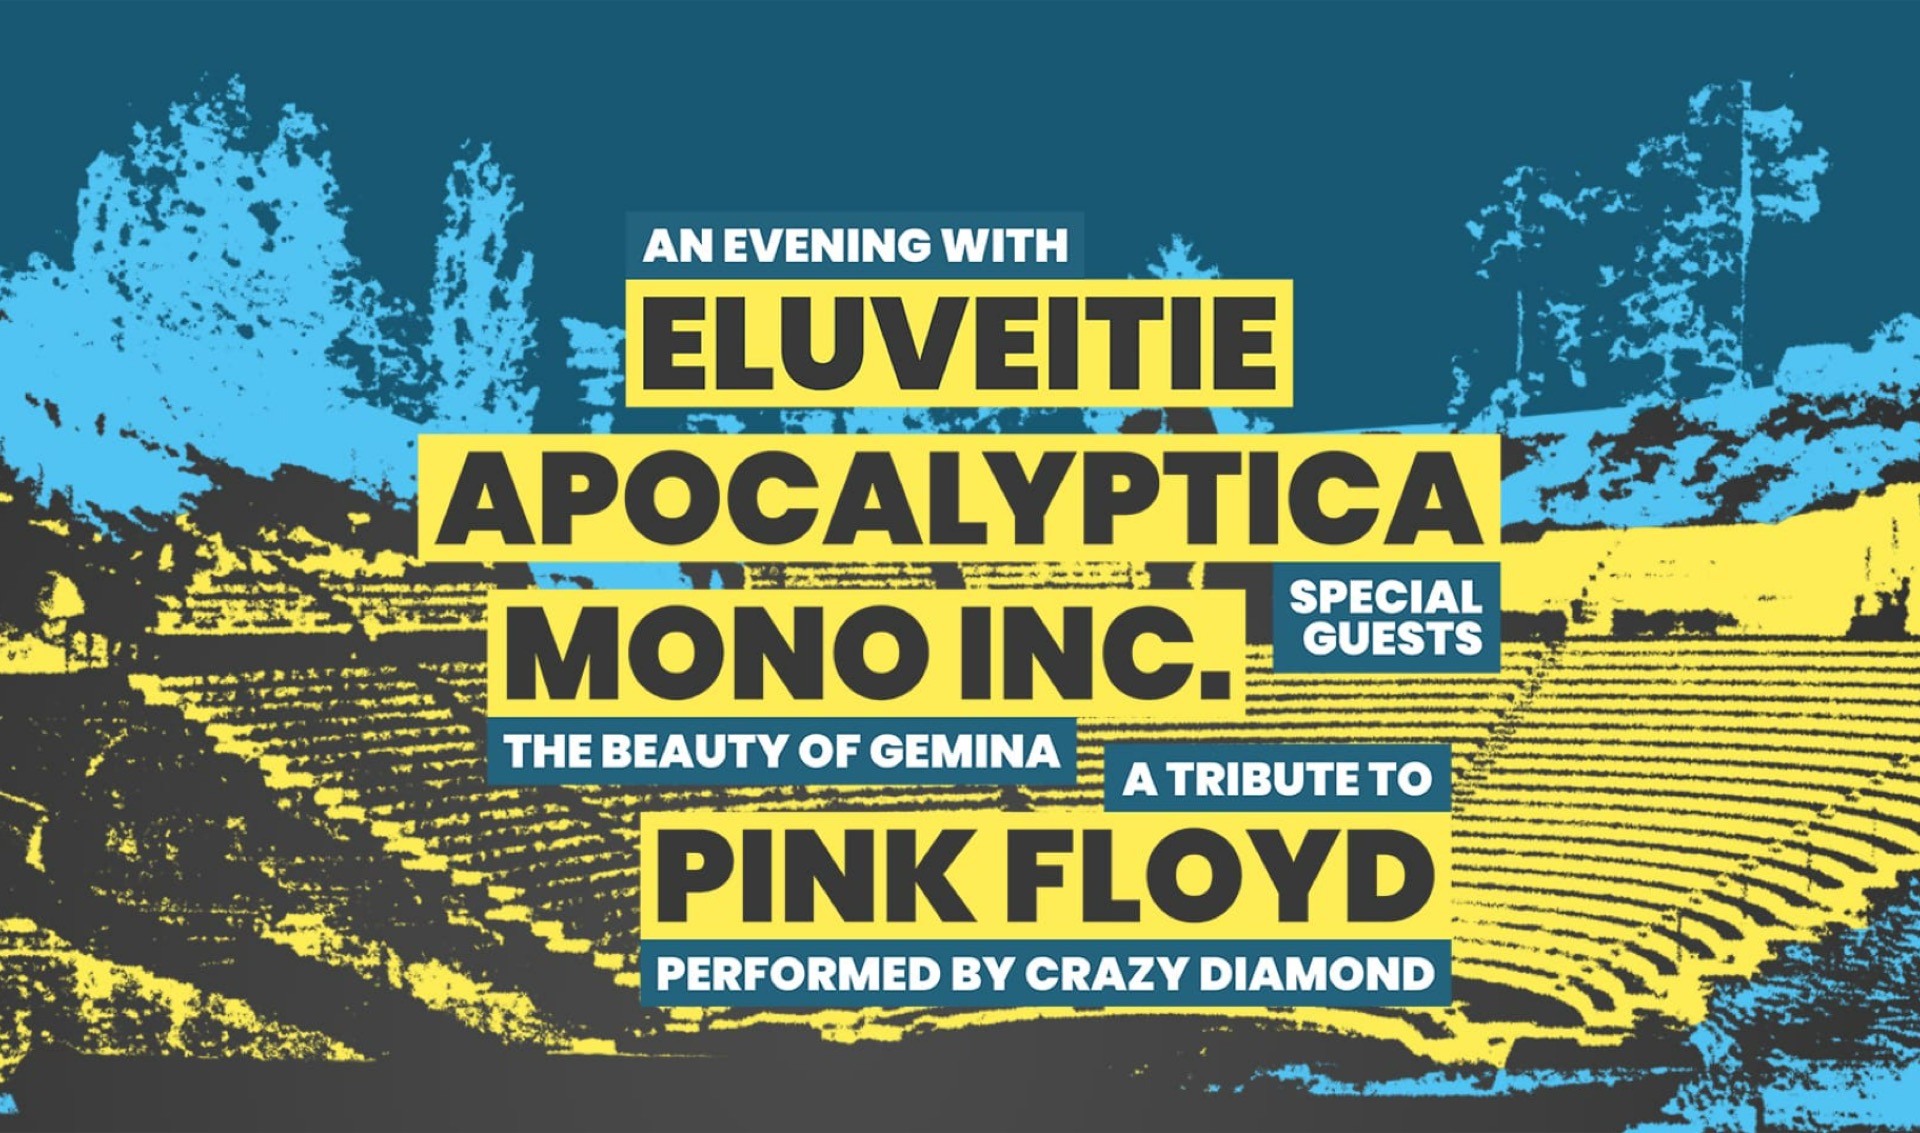 AN EVENING WITH
ELUVEITIE
APOCALYPTICA
SPECIAL
GUESTS
MONO INC.
THE BEAUTY OF GEMINA
A TRIBUTE TO
PINK FLOYD
PERFORMED BY CRAZY DIAMOND